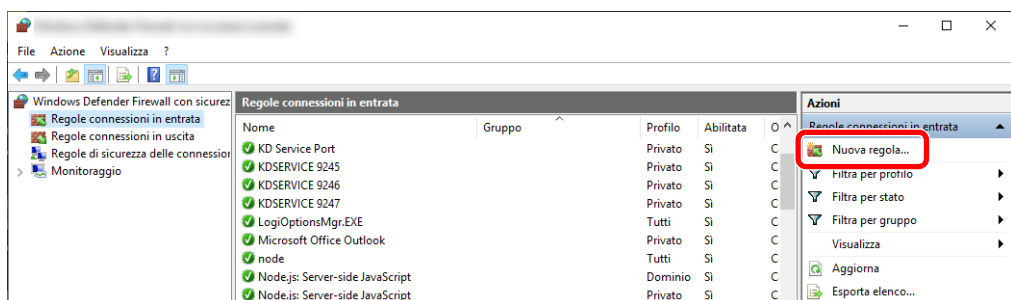 File Azione Visualizza ?
Windows Defender Firewall con sicurez
Regole connessioni in entrata
Regole connessioni in uscita
Regole di sicurezza delle connession
Monitoraggio
Regole connessioni in entrata
Nome Gruppo Profilo Abilitata O
KD Service Port Privato Sì C
KDSERVICE 9245 Privato Sì C
KDSERVICE 9246 Privato Sì C
KDSERVICE 9247 Privato Sì C
LogiOptionsMgr.EXE Tutti Sì C
Microsoft Office Outlook Privato Sì C
node Tutti Sì C
Node.js: Server-side JavaScript Dominio Sì C
Node.js: Server-side JavaScript Privato Sì C
Azioni
Regole connessioni in entrata
Nuova regola...
Filtra per profilo
Filtra per stato
Filtra per gruppo
Visualizza
Aggiorna
Esporta elenco...